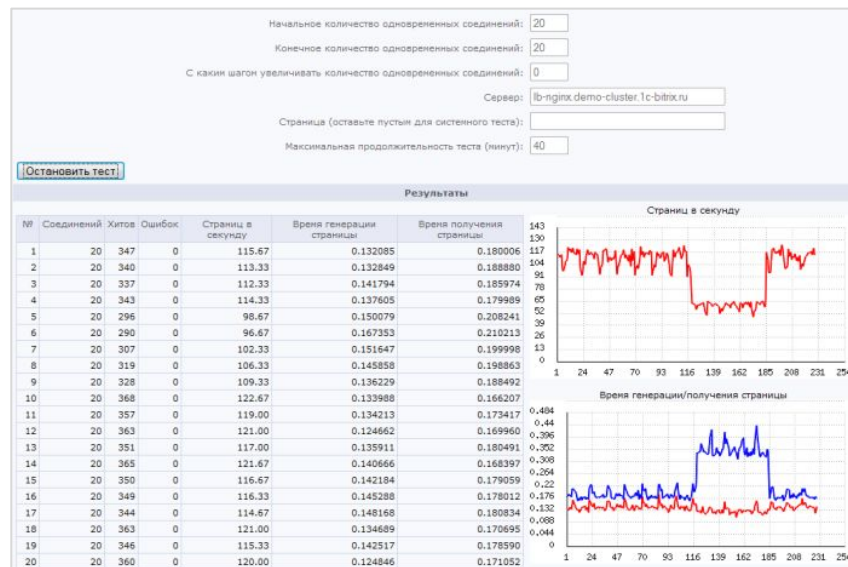 Начальное количество одновременных соединений: 20
Конечное количество одновременных соединений: 20
С каким шагом увеличивать количество одновременных соединений: 0
Сервер: lb-nginx.demo-cluster.1c-bitrix.ru
Страница (оставьте пустым для системного теста):
Максимальная продолжительность теста (минут): 40
Остановить тест
Результаты
№ Соединений Хитов Ошибок Страниц в секунду Время генерации страницы Время получения страницы
1 20 347 0 115.67 0.132085 0.180006
2 20 340 0 113.33 0.132849 0.188880
3 20 337 0 112.33 0.141794 0.185974
4 20 343 0 114.33 0.137605 0.179989
5 20 296 0 98.67 0.150079 0.208241
6 20 290 0 96.67 0.167353 0.210213
7 20 307 0 102.33 0.151647 0.199998
8 20 319 0 106.33 0.145858 0.198863
9 20 328 0 109.33 0.136229 0.188492
10 20 368 0 122.67 0.133988 0.166207
11 20 357 0 119.00 0.134213 0.173417
12 20 363 0 121.00 0.124662 0.169960
13 20 351 0 117.00 0.135911 0.180491
14 20 365 0 121.67 0.140666 0.168397
15 20 350 0 116.67 0.142184 0.179059
16 20 349 0 116.33 0.145288 0.178012
17 20 344 0 114.67 0.148168 0.180834
18 20 363 0 121.00 0.134689 0.170695
19 20 346 0 115.33 0.142517 0.178590
20 20 360 0 120.00 0.124846 0.171052
Страниц в секунду
143
130
117
104
91
78
65
52
39
26
13
0
1 24 47 70 93 116 139 162 185 208 231 254
Время генерации/получения страницы
0.484
0.44
0.396
0.352
0.308
0.264
0.22
0.176
0.132
0.088
0.044
0
1 24 47 70 93 116 139 162 185 208 231 254